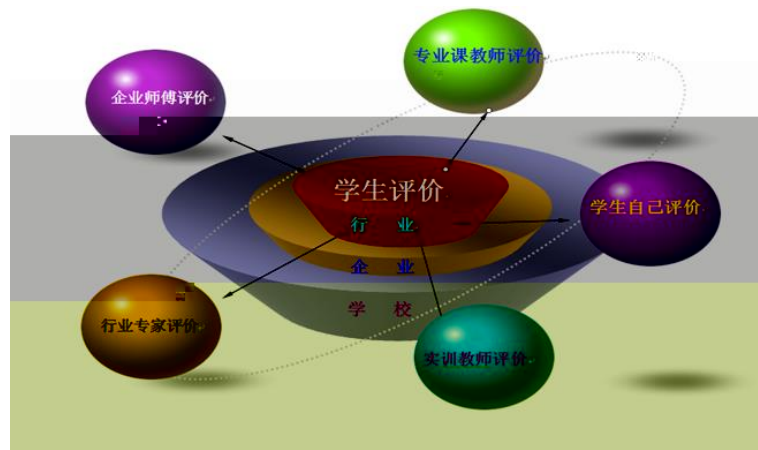 专业课教师评价
企业师傅评价
学生评价
学生自己评价
行 业
企 业
学 校
行业专家评价
实训教师评价